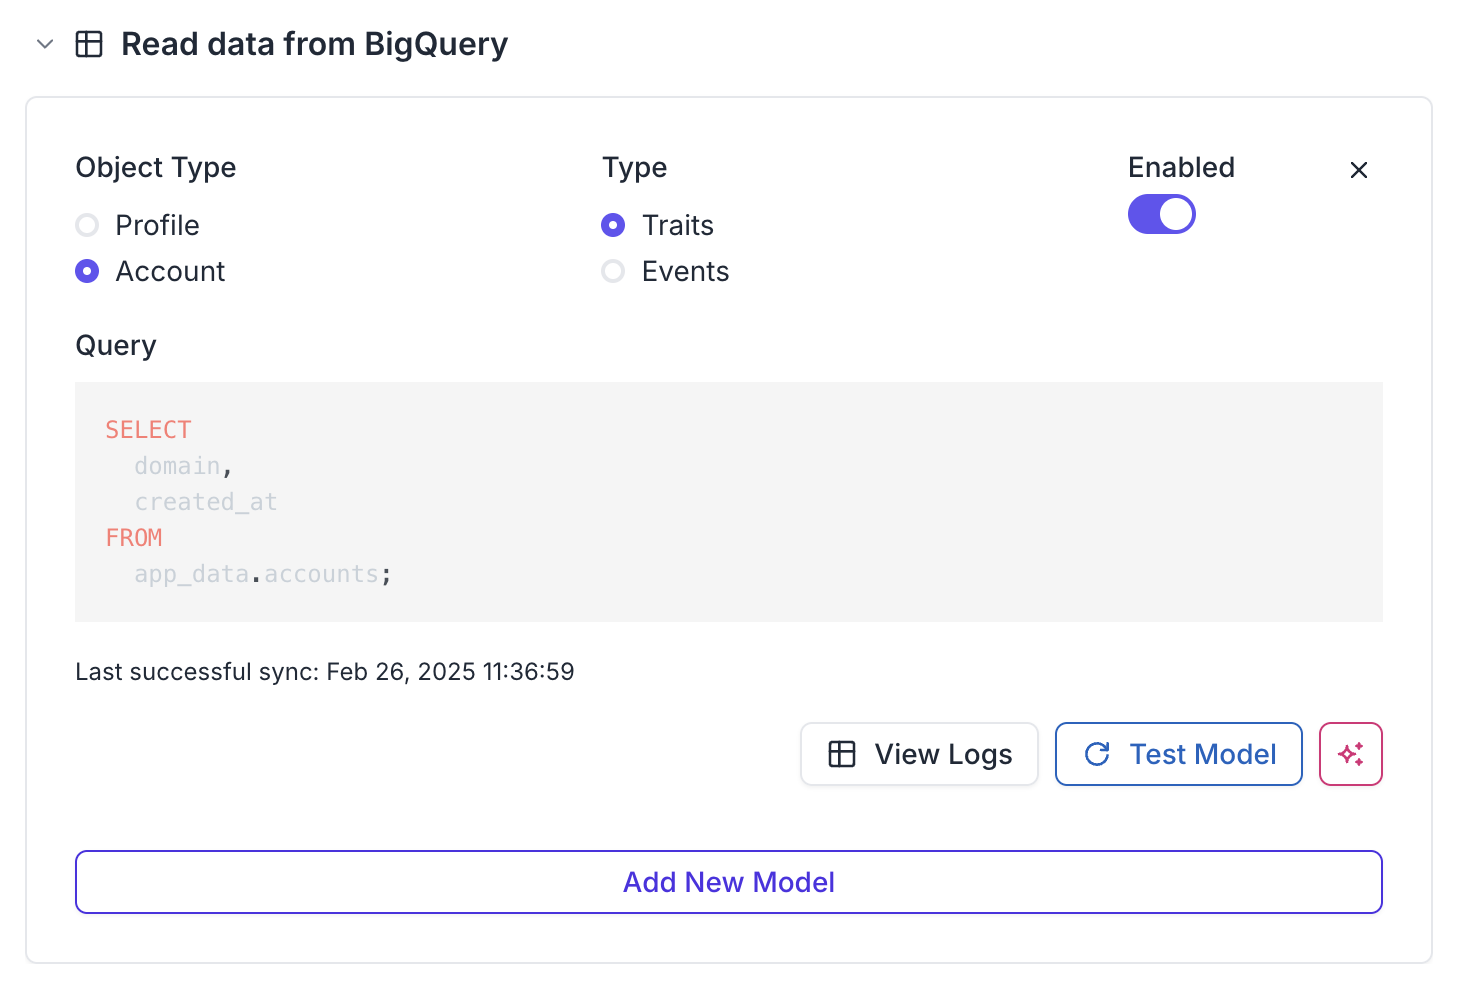 Read data from BigQuery
Object Type
Profile
Account
Type
Traits
Events
Enabled
Query
SELECT
  domain,
  created_at
FROM
  app_data.accounts;
Last successful sync: Feb 26, 2025 11:36:59
View Logs
Test Model
Add New Model